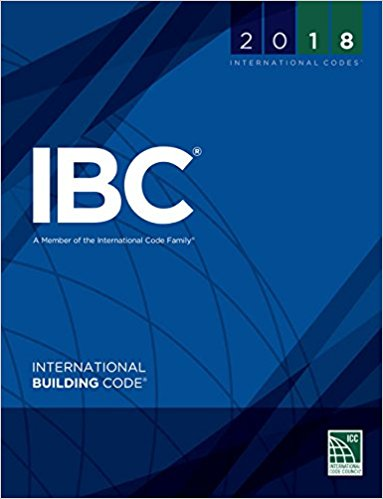 2018
INTERNATIONAL CODES®
IBC®
A Member of the International Code Family®
INTERNATIONAL
BUILDING CODE®
ICC
INTERNATIONAL
CODE COUNCIL®